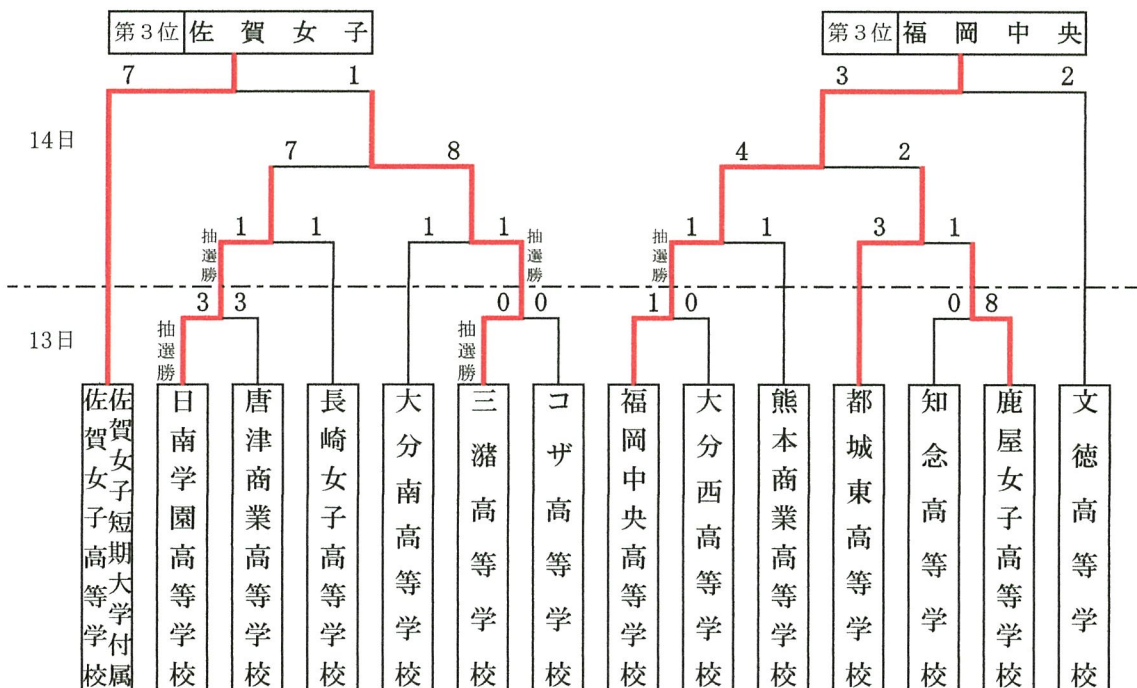 第3位 佐賀女子
第3位 福岡中央
7 1
3 2
14日
7 8
4 2
抽選勝 1 1
1 1 抽選勝
抽選勝 1 1
3 1
3 3
0 0
1 0
0 8
13日
抽選勝
抽選勝
佐賀女子短期大学付属
佐賀女子高等学校
日南学園高等学校
唐津商業高等学校
長崎女子高等学校
大分南高等学校
三潴高等学校
コザ高等学校
福岡中央高等学校
大分西高等学校
熊本商業高等学校
都城東高等学校
知念高等学校
鹿屋女子高等学校
文徳高等学校